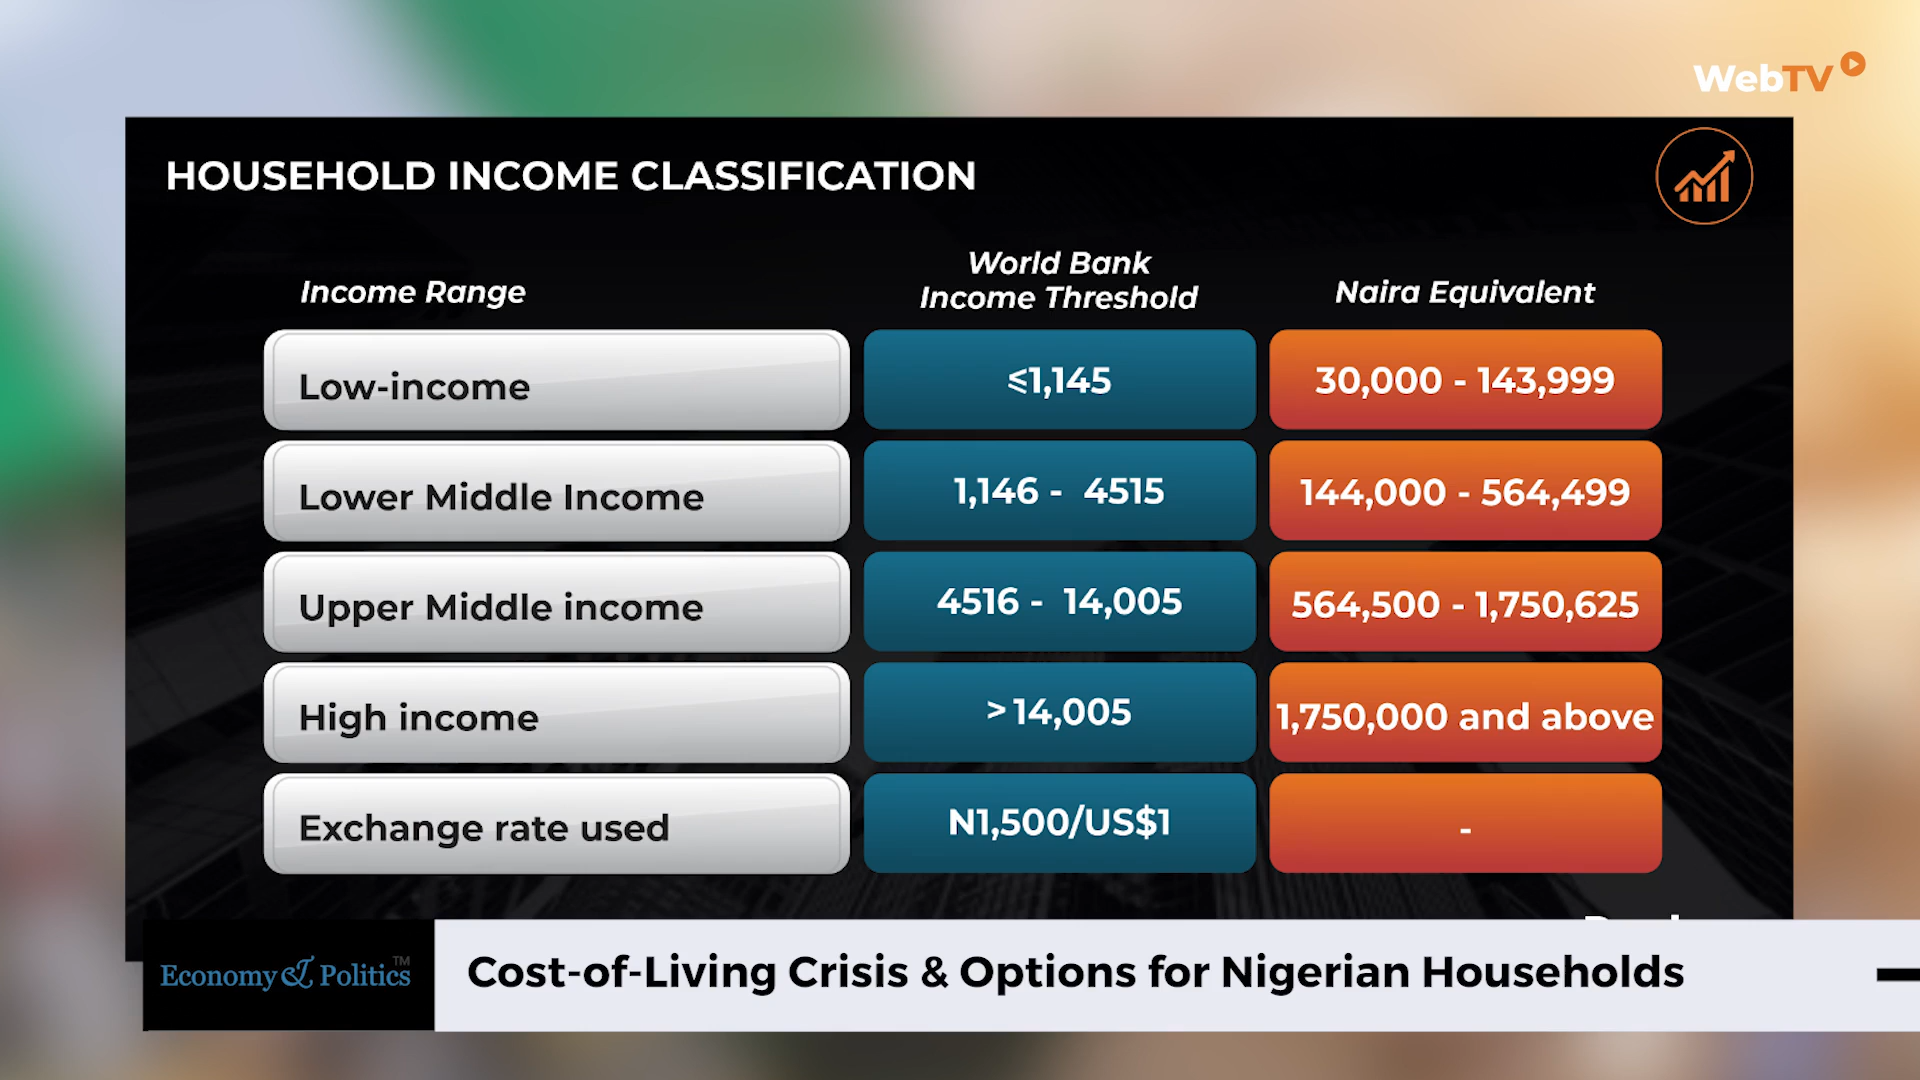 WebTV
HOUSEHOLD INCOME CLASSIFICATION
Income Range
World Bank
Income Threshold
Naira Equivalent
Low-income
≤1,145
30,000 - 143,999
Lower Middle Income
1,146 - 4515
144,000 - 564,499
Upper Middle income
4516 - 14,005
564,500 - 1,750,625
High income
> 14,005
1,750,000 and above
Exchange rate used
N1,500/US$1
-
Economy & Politics™
Cost-of-Living Crisis & Options for Nigerian Households